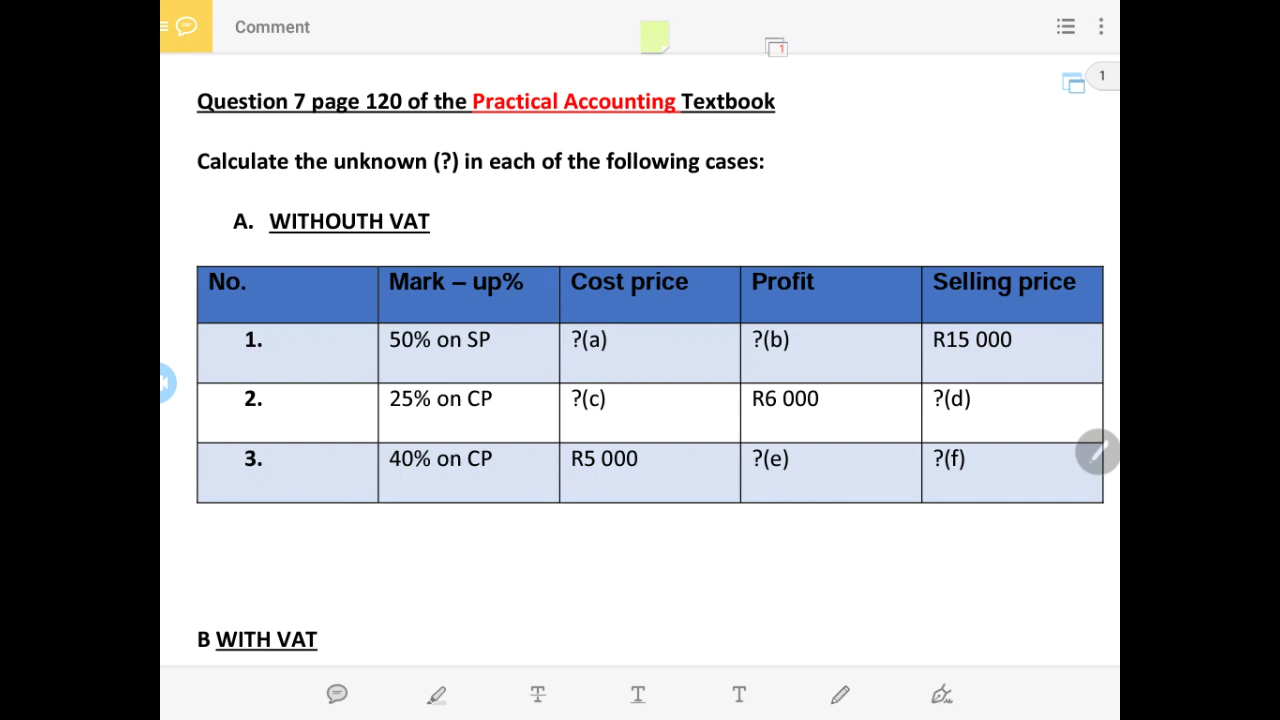 Comment
1
1
Question 7 page 120 of the Practical Accounting Textbook
Calculate the unknown (?) in each of the following cases:
A. WITHOUTH VAT
No. Mark – up% Cost price Profit Selling price
1. 50% on SP ?(a) ?(b) R15 000
2. 25% on CP ?(c) R6 000 ?(d)
3. 40% on CP R5 000 ?(e) ?(f)
B WITH VAT
T T T